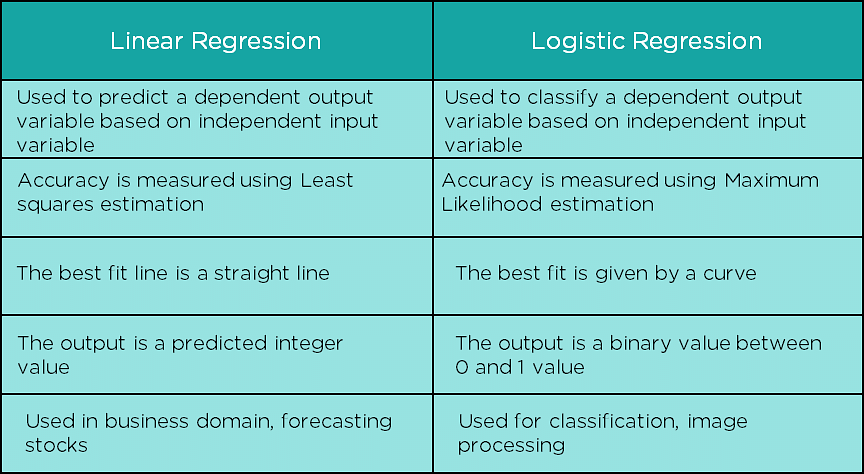 Linear Regression
Logistic Regression
Used to predict a dependent output
variable based on independent input
variable
Used to classify a dependent output
variable based on independent input
variable
Accuracy is measured using Least
squares estimation
Accuracy is measured using Maximum
Likelihood estimation
The best fit line is a straight line
The best fit is given by a curve
The output is a predicted integer
value
The output is a binary value between
0 and 1 value
Used in business domain, forecasting
stocks
Used for classification, image
processing